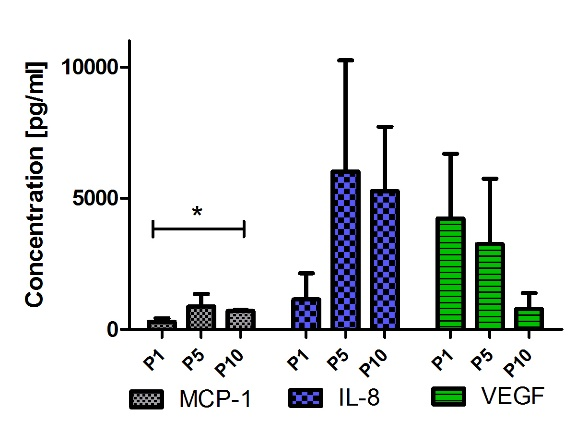 Concentration [pg/ml]
10000
5000
0
*
P1 P5 P10 P1 P5 P10 P1 P5 P10
MCP-1 IL-8 VEGF